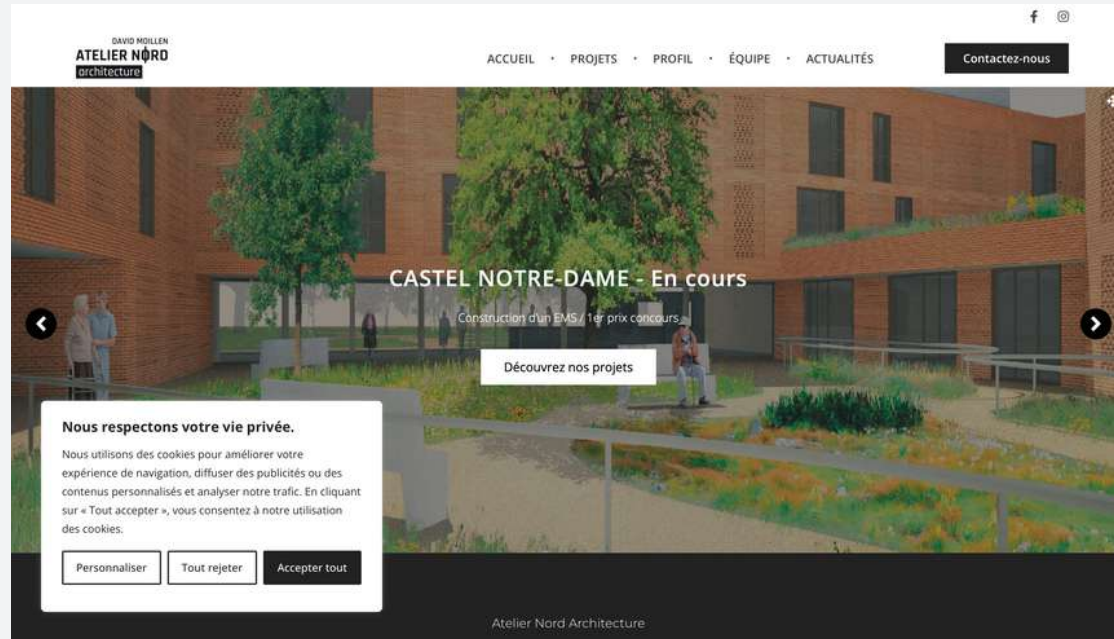 DAVID MOILLEN
ATELIER NORD
architecture
ACCUEIL · PROJETS · PROFIL · ÉQUIPE · ACTUALITÉS
Contactez-nous
CASTEL NOTRE-DAME - En cours
Construction d'un EMS / 1er prix concours
Découvrez nos projets
Nous respectons votre vie privée.
Nous utilisons des cookies pour améliorer votre
expérience de navigation, diffuser des publicités ou des
contenus personnalisés et analyser notre trafic. En cliquant
sur « Tout accepter », vous consentez à notre utilisation
des cookies.
Personnaliser
Tout rejeter
Accepter tout
Atelier Nord Architecture